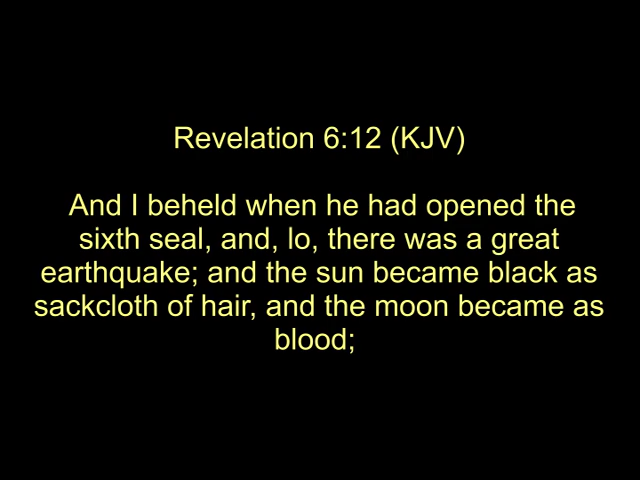 Revelation 6:12 (KJV)
And I beheld when he had opened the
sixth seal, and, lo, there was a great
earthquake; and the sun became black as
sackcloth of hair, and the moon became as
blood;